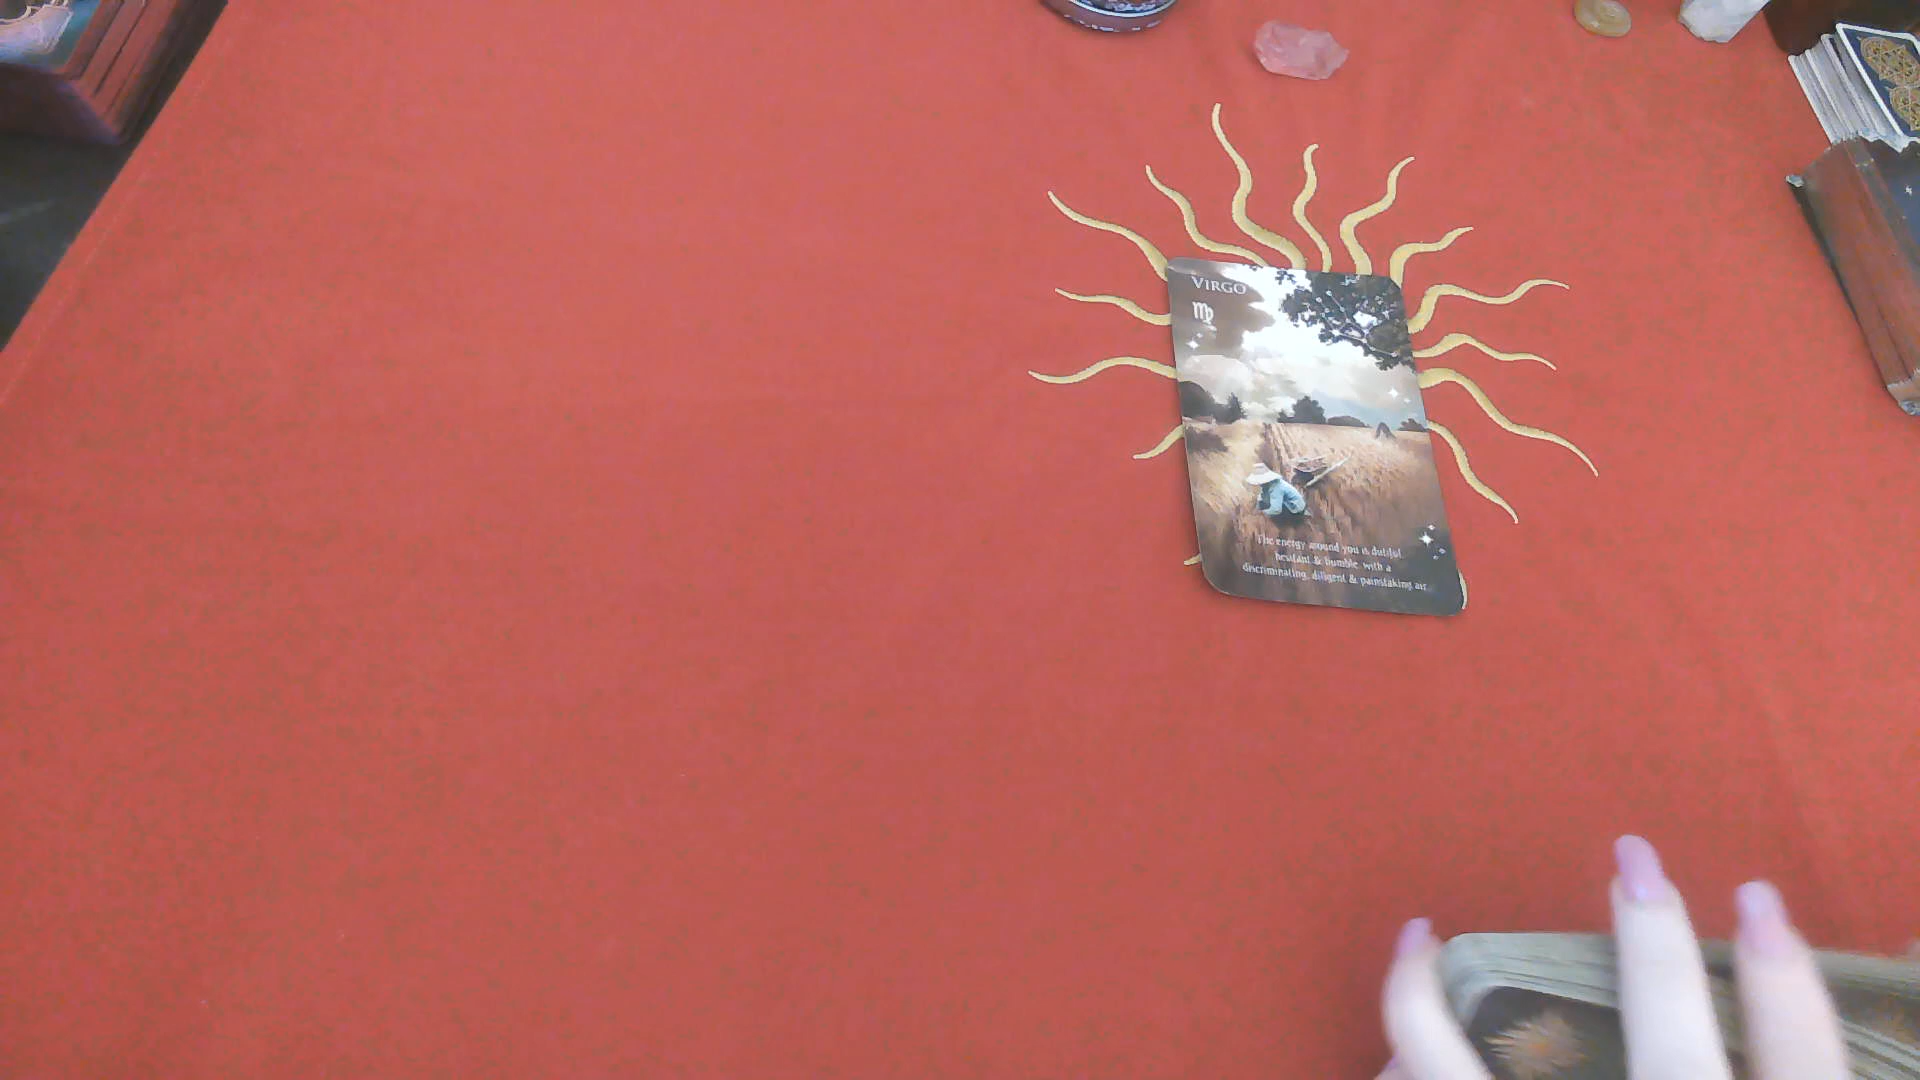 VIRGO
♍
The energy around you is dutiful,
hesitant & humble, with a
discriminating, diligent & painstaking air.